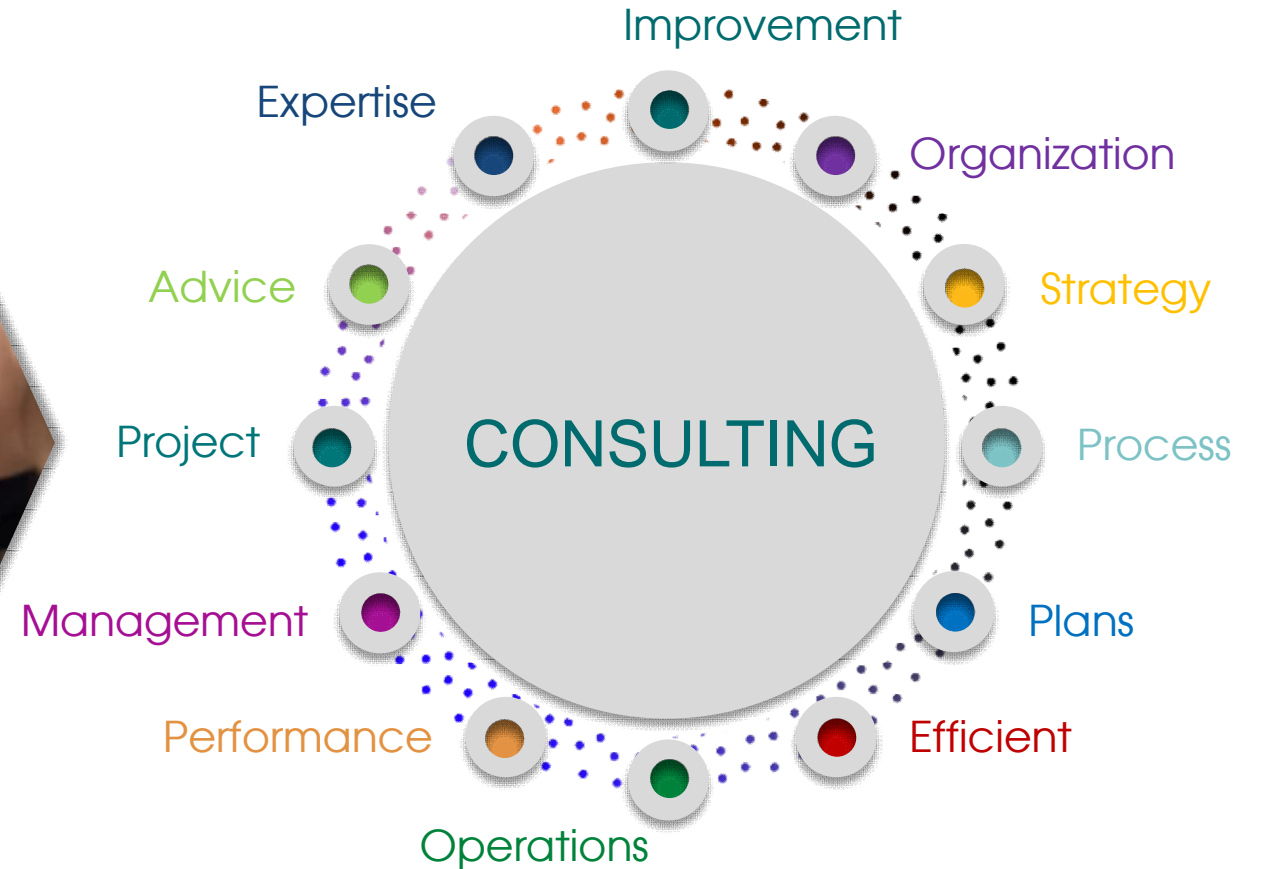 Improvement
Expertise
Organization
Advice
Strategy
CONSULTING
Project
Process
Management
Plans
Performance
Efficient
Operations